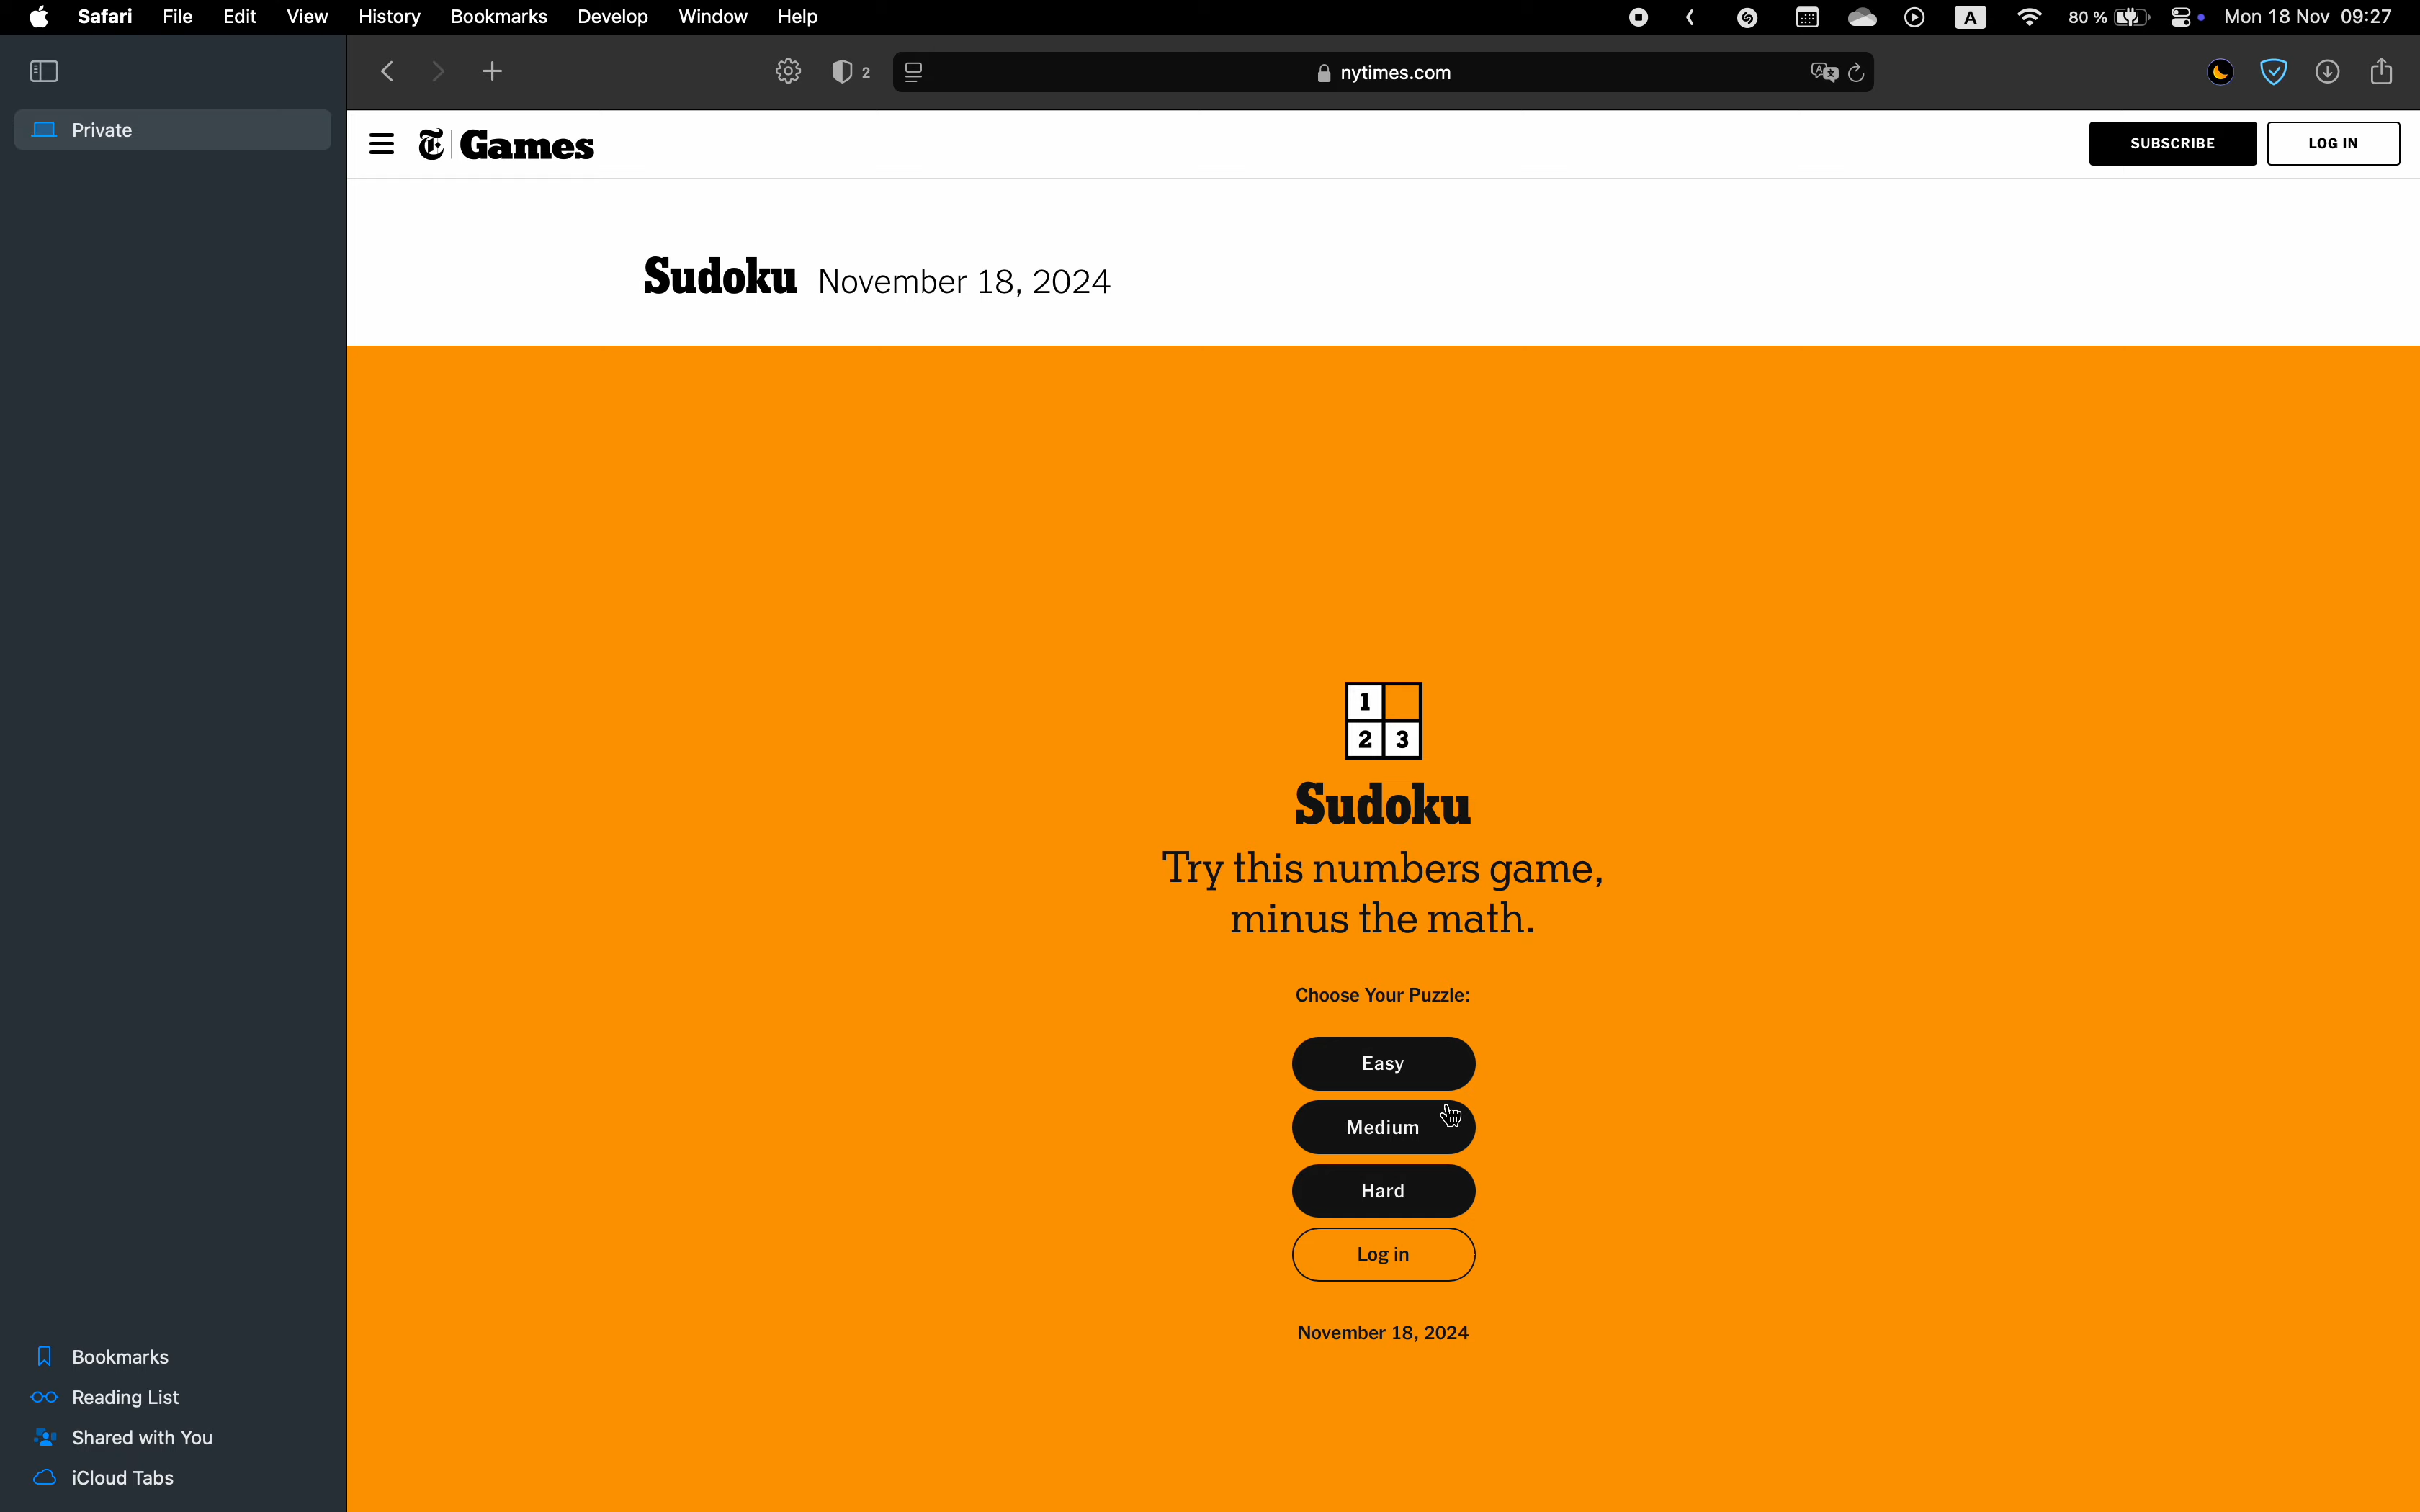 Safari File Edit View History Bookmarks Develop Window Help A 80 % Mon 18 Nov 09:27
2 nytimes.com
Private
T Games SUBSCRIBE LOG IN
Sudoku November 18, 2024
1
2 3
Sudoku
Try this numbers game,
minus the math.
Choose Your Puzzle:
Easy
Medium
Hard
Log in
November 18, 2024
Bookmarks
Reading List
Shared with You
iCloud Tabs